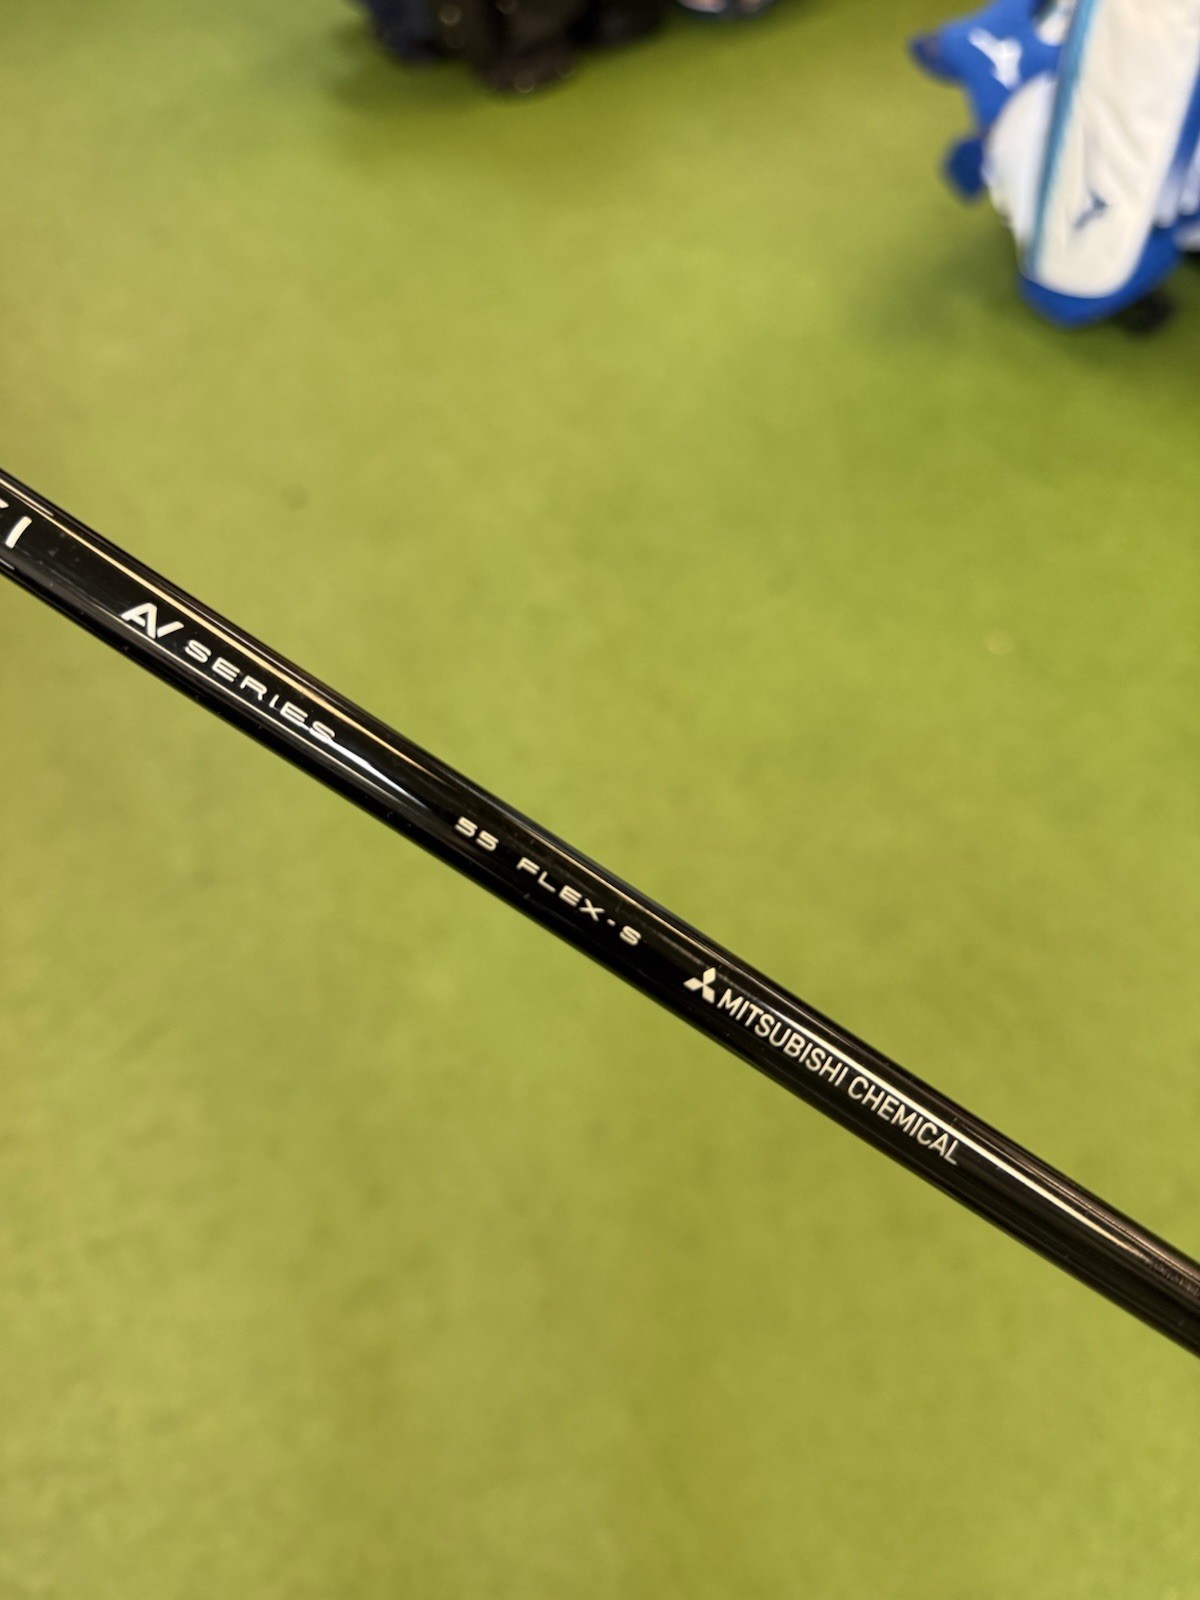 AV SERIES
55 FLEX-S
MITSUBISHI CHEMICAL